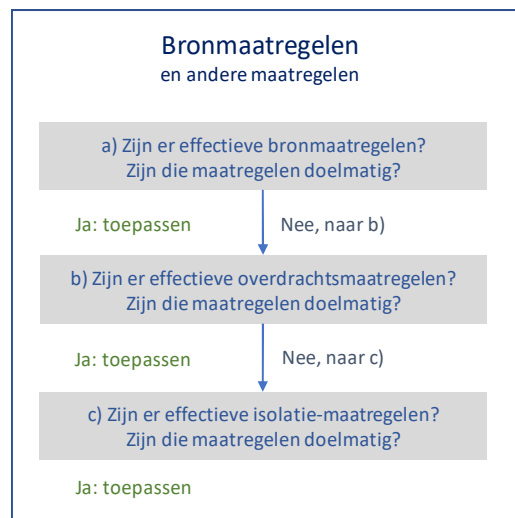 Bronmaatregelen
en andere maatregelen
a) Zijn er effectieve bronmaatregelen?
Zijn die maatregelen doelmatig?
Ja: toepassen
Nee, naar b)
b) Zijn er effectieve overdrachtsmaatregelen?
Zijn die maatregelen doelmatig?
Ja: toepassen
Nee, naar c)
c) Zijn er effectieve isolatie-maatregelen?
Zijn die maatregelen doelmatig?
Ja: toepassen